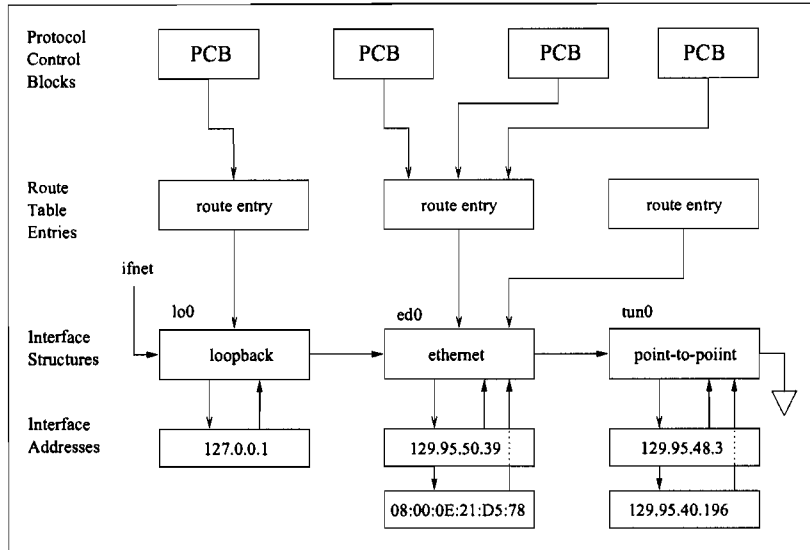 Protocol
Control
Blocks
PCB
PCB
PCB
PCB
Route
Table
Entries
route entry
route entry
route entry
ifnet
lo0
ed0
tun0
Interface
Structures
loopback
ethernet
point-to-poiint
Interface
Addresses
127.0.0.1
129.95.50.39
129.95.48.3
08:00:0E:21:D5:78
129.95.40.196